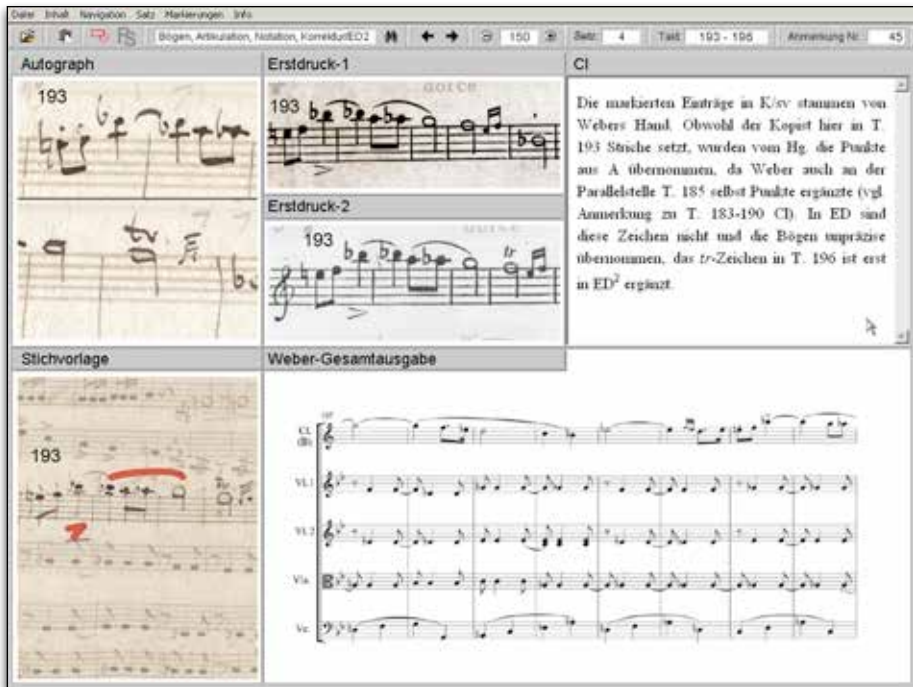 Datei Inhalt Navigation Satz Markierungen Info
Bögen, Artikulation, Notation, Korrektur/ED2 150 Satz: 4 Takt: 193 - 196 Anmerkung Nr. 45
Autograph
193
Erstdruck-1
dolce
193
Erstdruck-2
dolce
193
tr
Cl
Die markierten Einträge in K/sv stammen von
Webers Hand. Obwohl der Kopist hier in T.
193 Striche setzt, wurden vom Hg. die Punkte
aus A übernommen, da Weber auch an der
Parallelstelle T. 185 selbst Punkte ergänzte (vgl.
Anmerkung zu T. 183-190 Cl). In ED sind
diese Zeichen nicht und die Bögen unpräzise
übernommen, das tr-Zeichen in T. 196 ist erst
in ED² ergänzt.
Stichvorlage
193
Weber-Gesamtausgabe
Cl.
(B)
Vl. 1
Vl. 2
Vla.
Vc.